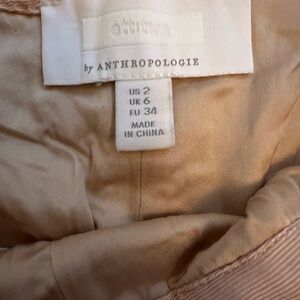 by ANTHROPOLOGIE
US 2
UK 6
EU 34
MADE
IN CHINA